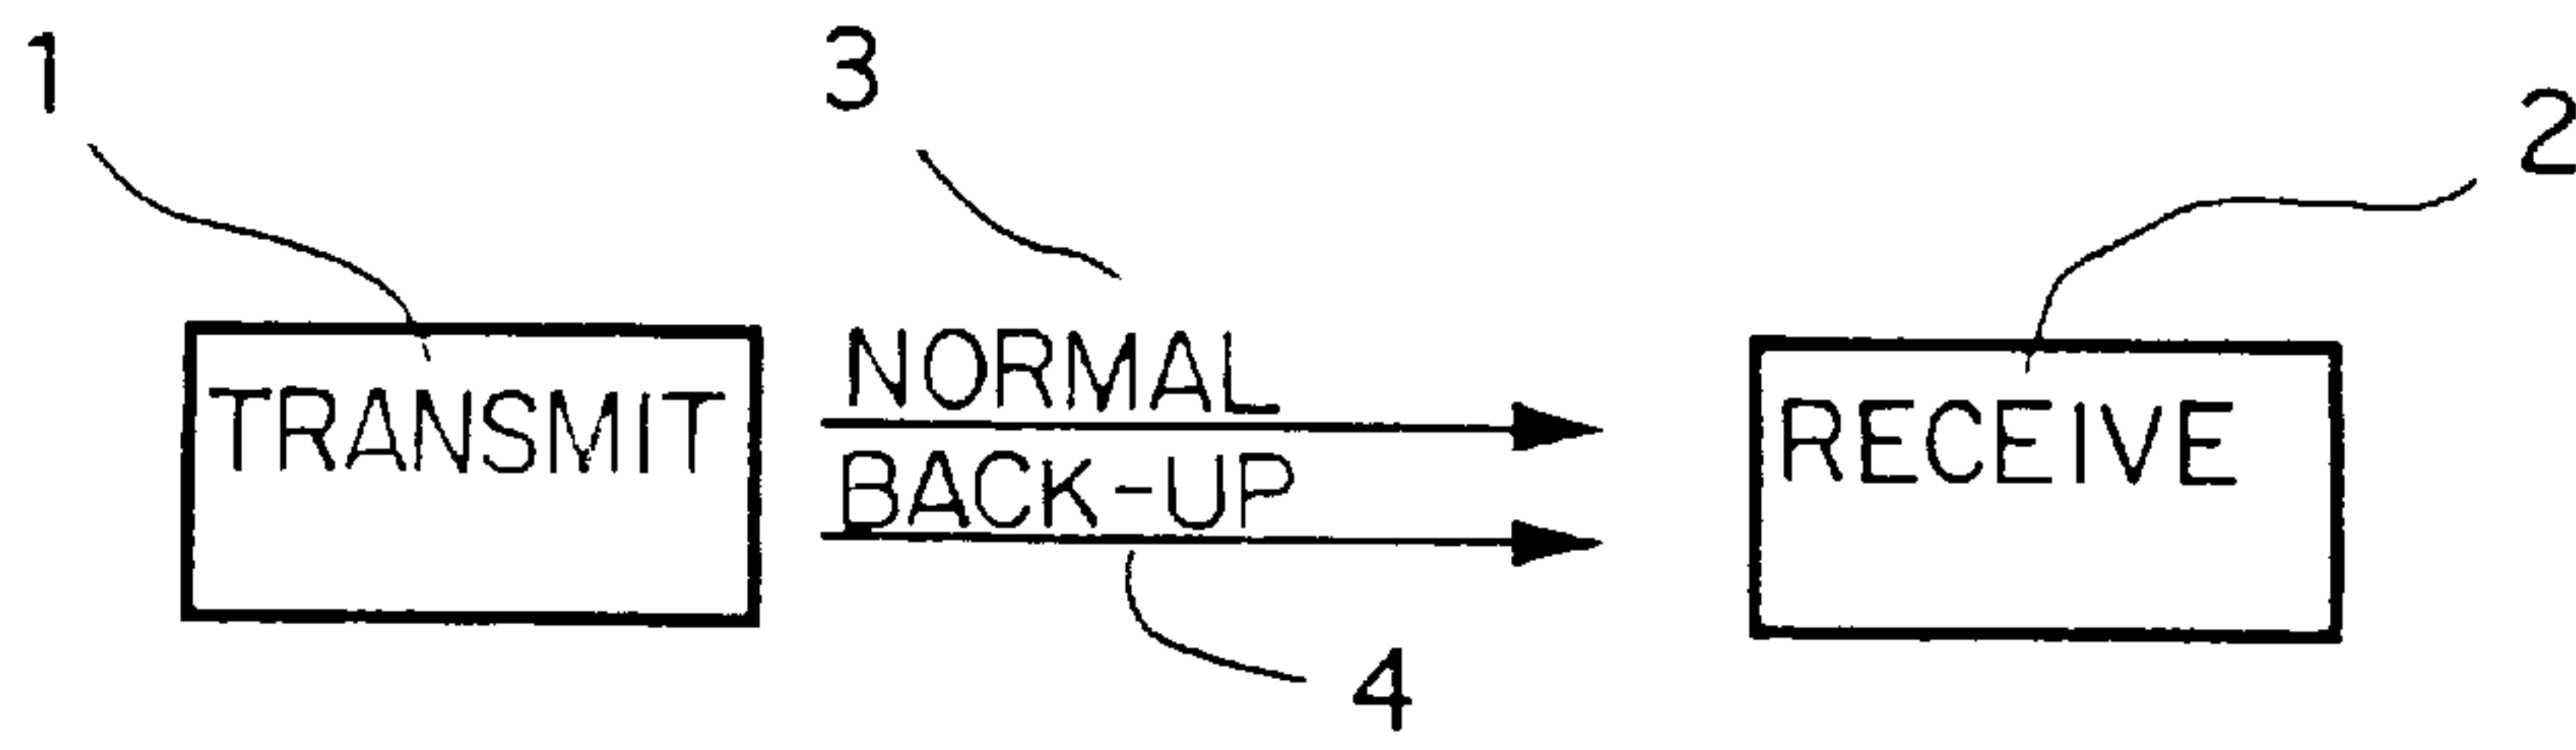 1
3
2
NORMAL
TRANSMIT
RECEIVE
BACK-UP
4